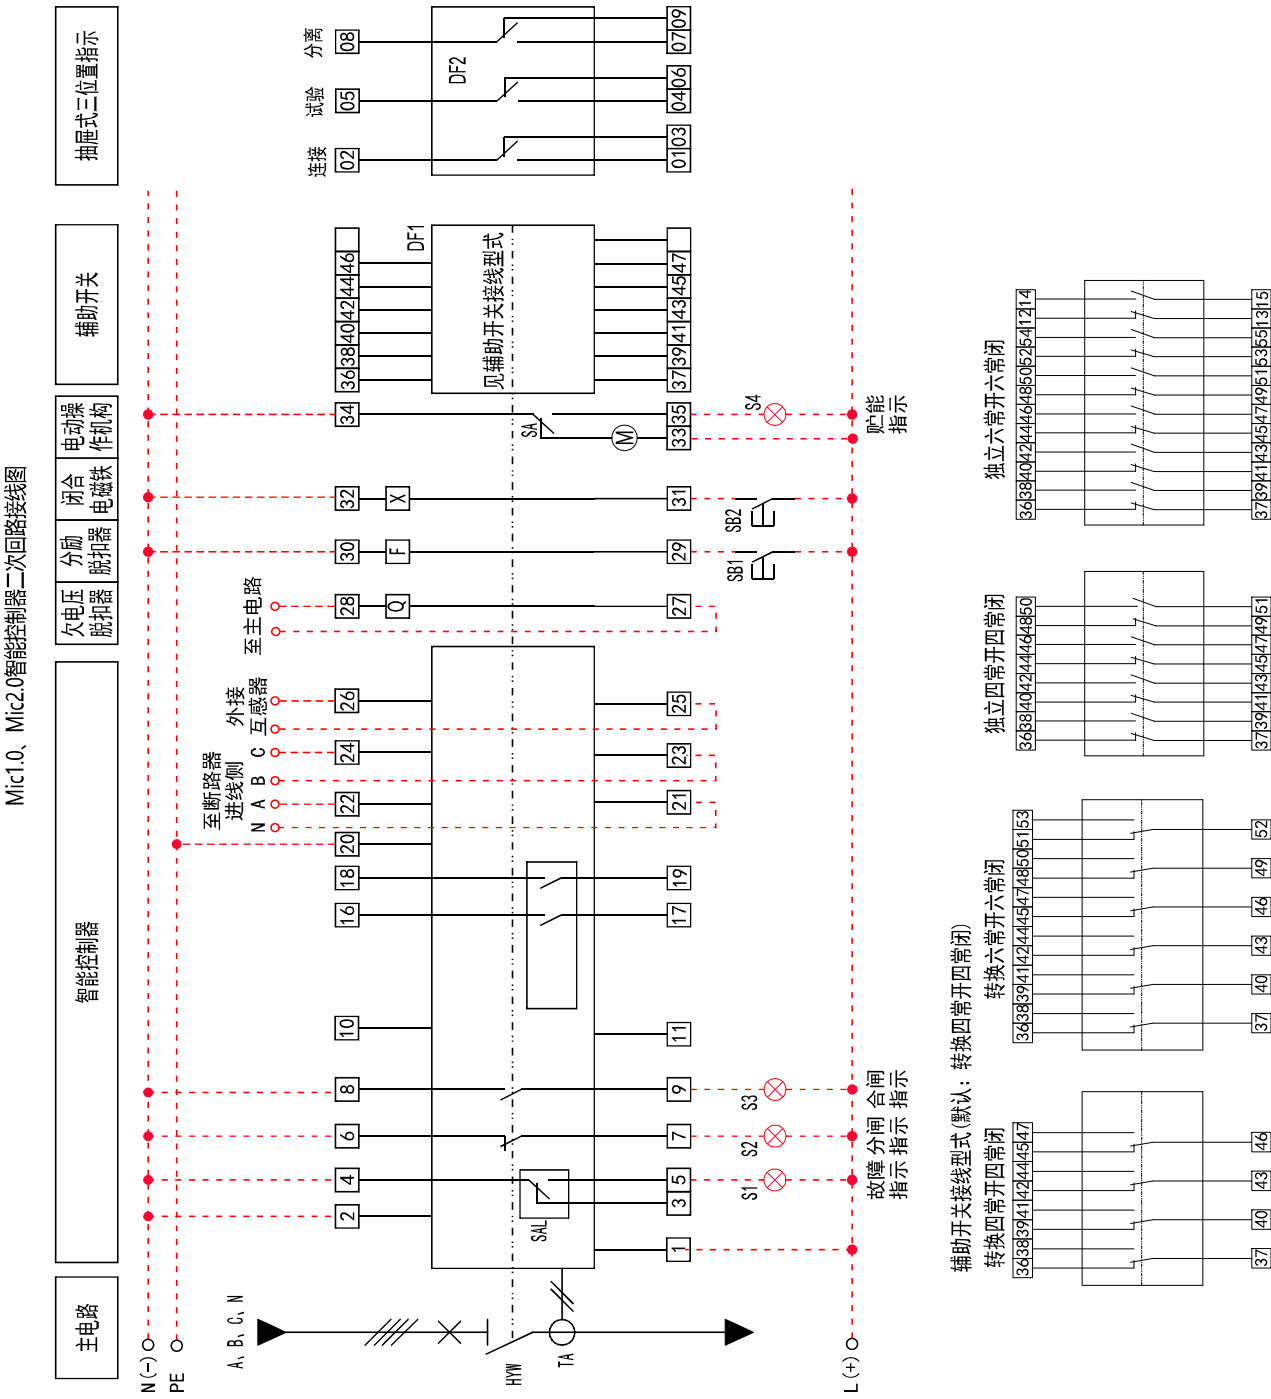 Mic1.0、Mic2.0智能控制器二次回路接线图
主电路
智能控制器
欠电压
脱扣器
分励
脱扣器
闭合
电磁铁
电动操
作机构
辅助开关
抽屉式三位置指示
N(-)
PE
A、B、C、N
至断路器
进线侧
N A B C
外接
互感器
至主电路
连接
试验
分离
2
4
6
8
10
16
18
20
22
24
26
28
30
32
34
36 38 40 42 44 46
02
05
08
Q
F
X
DF1
DF2
HYW
TA
SAL
SA
M
见辅助开关接线型式
1
3 5
7
9
11
17
19
21
23
25
27
29
31
33 35
37 39 41 43 45 47
01 03
04 06
07 09
S1
S2
S3
SB1
SB2
S4
L(+)
故障 分闸 合闸
指示 指示 指示
贮能
指示
辅助开关接线型式(默认：转换四常开四常闭)
转换四常开四常闭
36 38 39 41 42 44 45 47
37 40 43 46
转换六常开六常闭
36 38 39 41 42 44 45 47 48 50 51 53
37 40 43 46 49 52
独立四常开四常闭
36 38 40 42 44 46 48 50
37 39 41 43 45 47 49 51
独立六常开六常闭
36 38 40 42 44 46 48 50 52 54 12 14
37 39 41 43 45 47 49 51 53 55 13 15